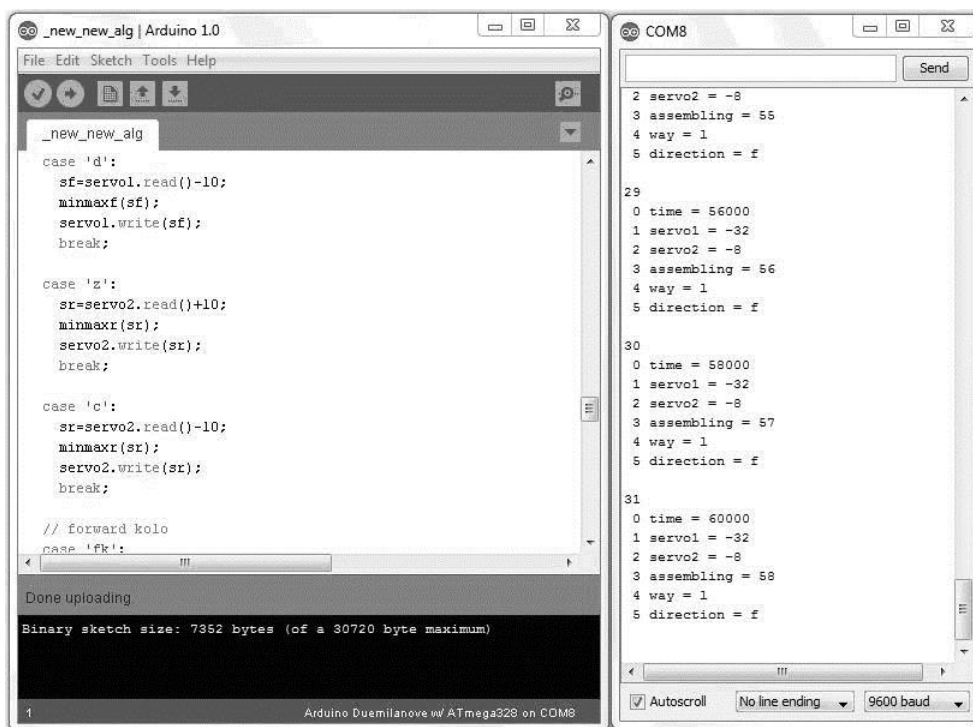 _new_new_alg | Arduino 1.0
File Edit Sketch Tools Help
_new_new_alg
case 'd':
sf=servo1.read()-10;
minmaxf(sf);
servo1.write(sf);
break;
case 'z':
sr=servo2.read()+10;
minmaxr(sr);
servo2.write(sr);
break;
case 'c':
sr=servo2.read()-10;
minmaxr(sr);
servo2.write(sr);
break;
// forward kolo
case 'fk':
Done uploading.
Binary sketch size: 7352 bytes (of a 30720 byte maximum)
1
Arduino Duemilanove w/ ATmega328 on COM8
COM8
Send
2 servo2 = -8
3 assembling = 55
4 way = 1
5 direction = f
29
0 time = 56000
1 servo1 = -32
2 servo2 = -8
3 assembling = 56
4 way = 1
5 direction = f
30
0 time = 58000
1 servo1 = -32
2 servo2 = -8
3 assembling = 57
4 way = 1
5 direction = f
31
0 time = 60000
1 servo1 = -32
2 servo2 = -8
3 assembling = 58
4 way = 1
5 direction = f
Autoscroll
No line ending
9600 baud